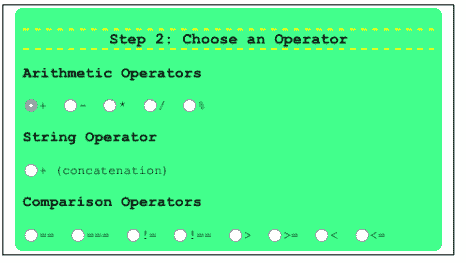 Step 2: Choose an Operator
Arithmetic Operators
+ - * / %
String Operator
+ (concatenation)
Comparison Operators
== === != !== > >= < <=